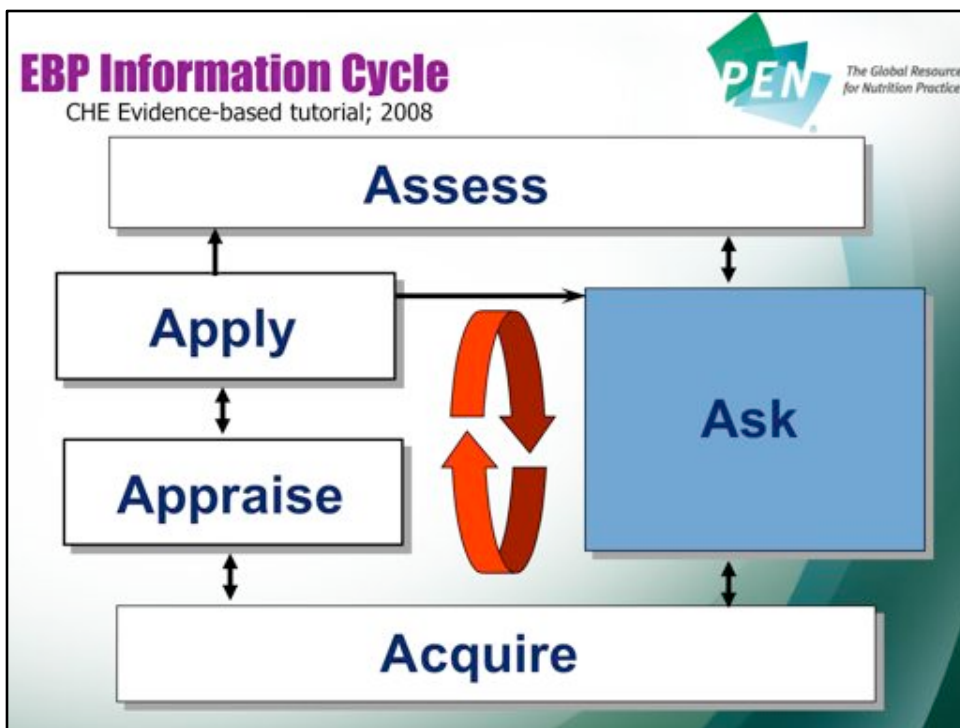 EBP Information Cycle
CHE Evidence-based tutorial; 2008
PEN
®
The Global Resource
for Nutrition Practice
Assess
Apply
Ask
Appraise
Acquire